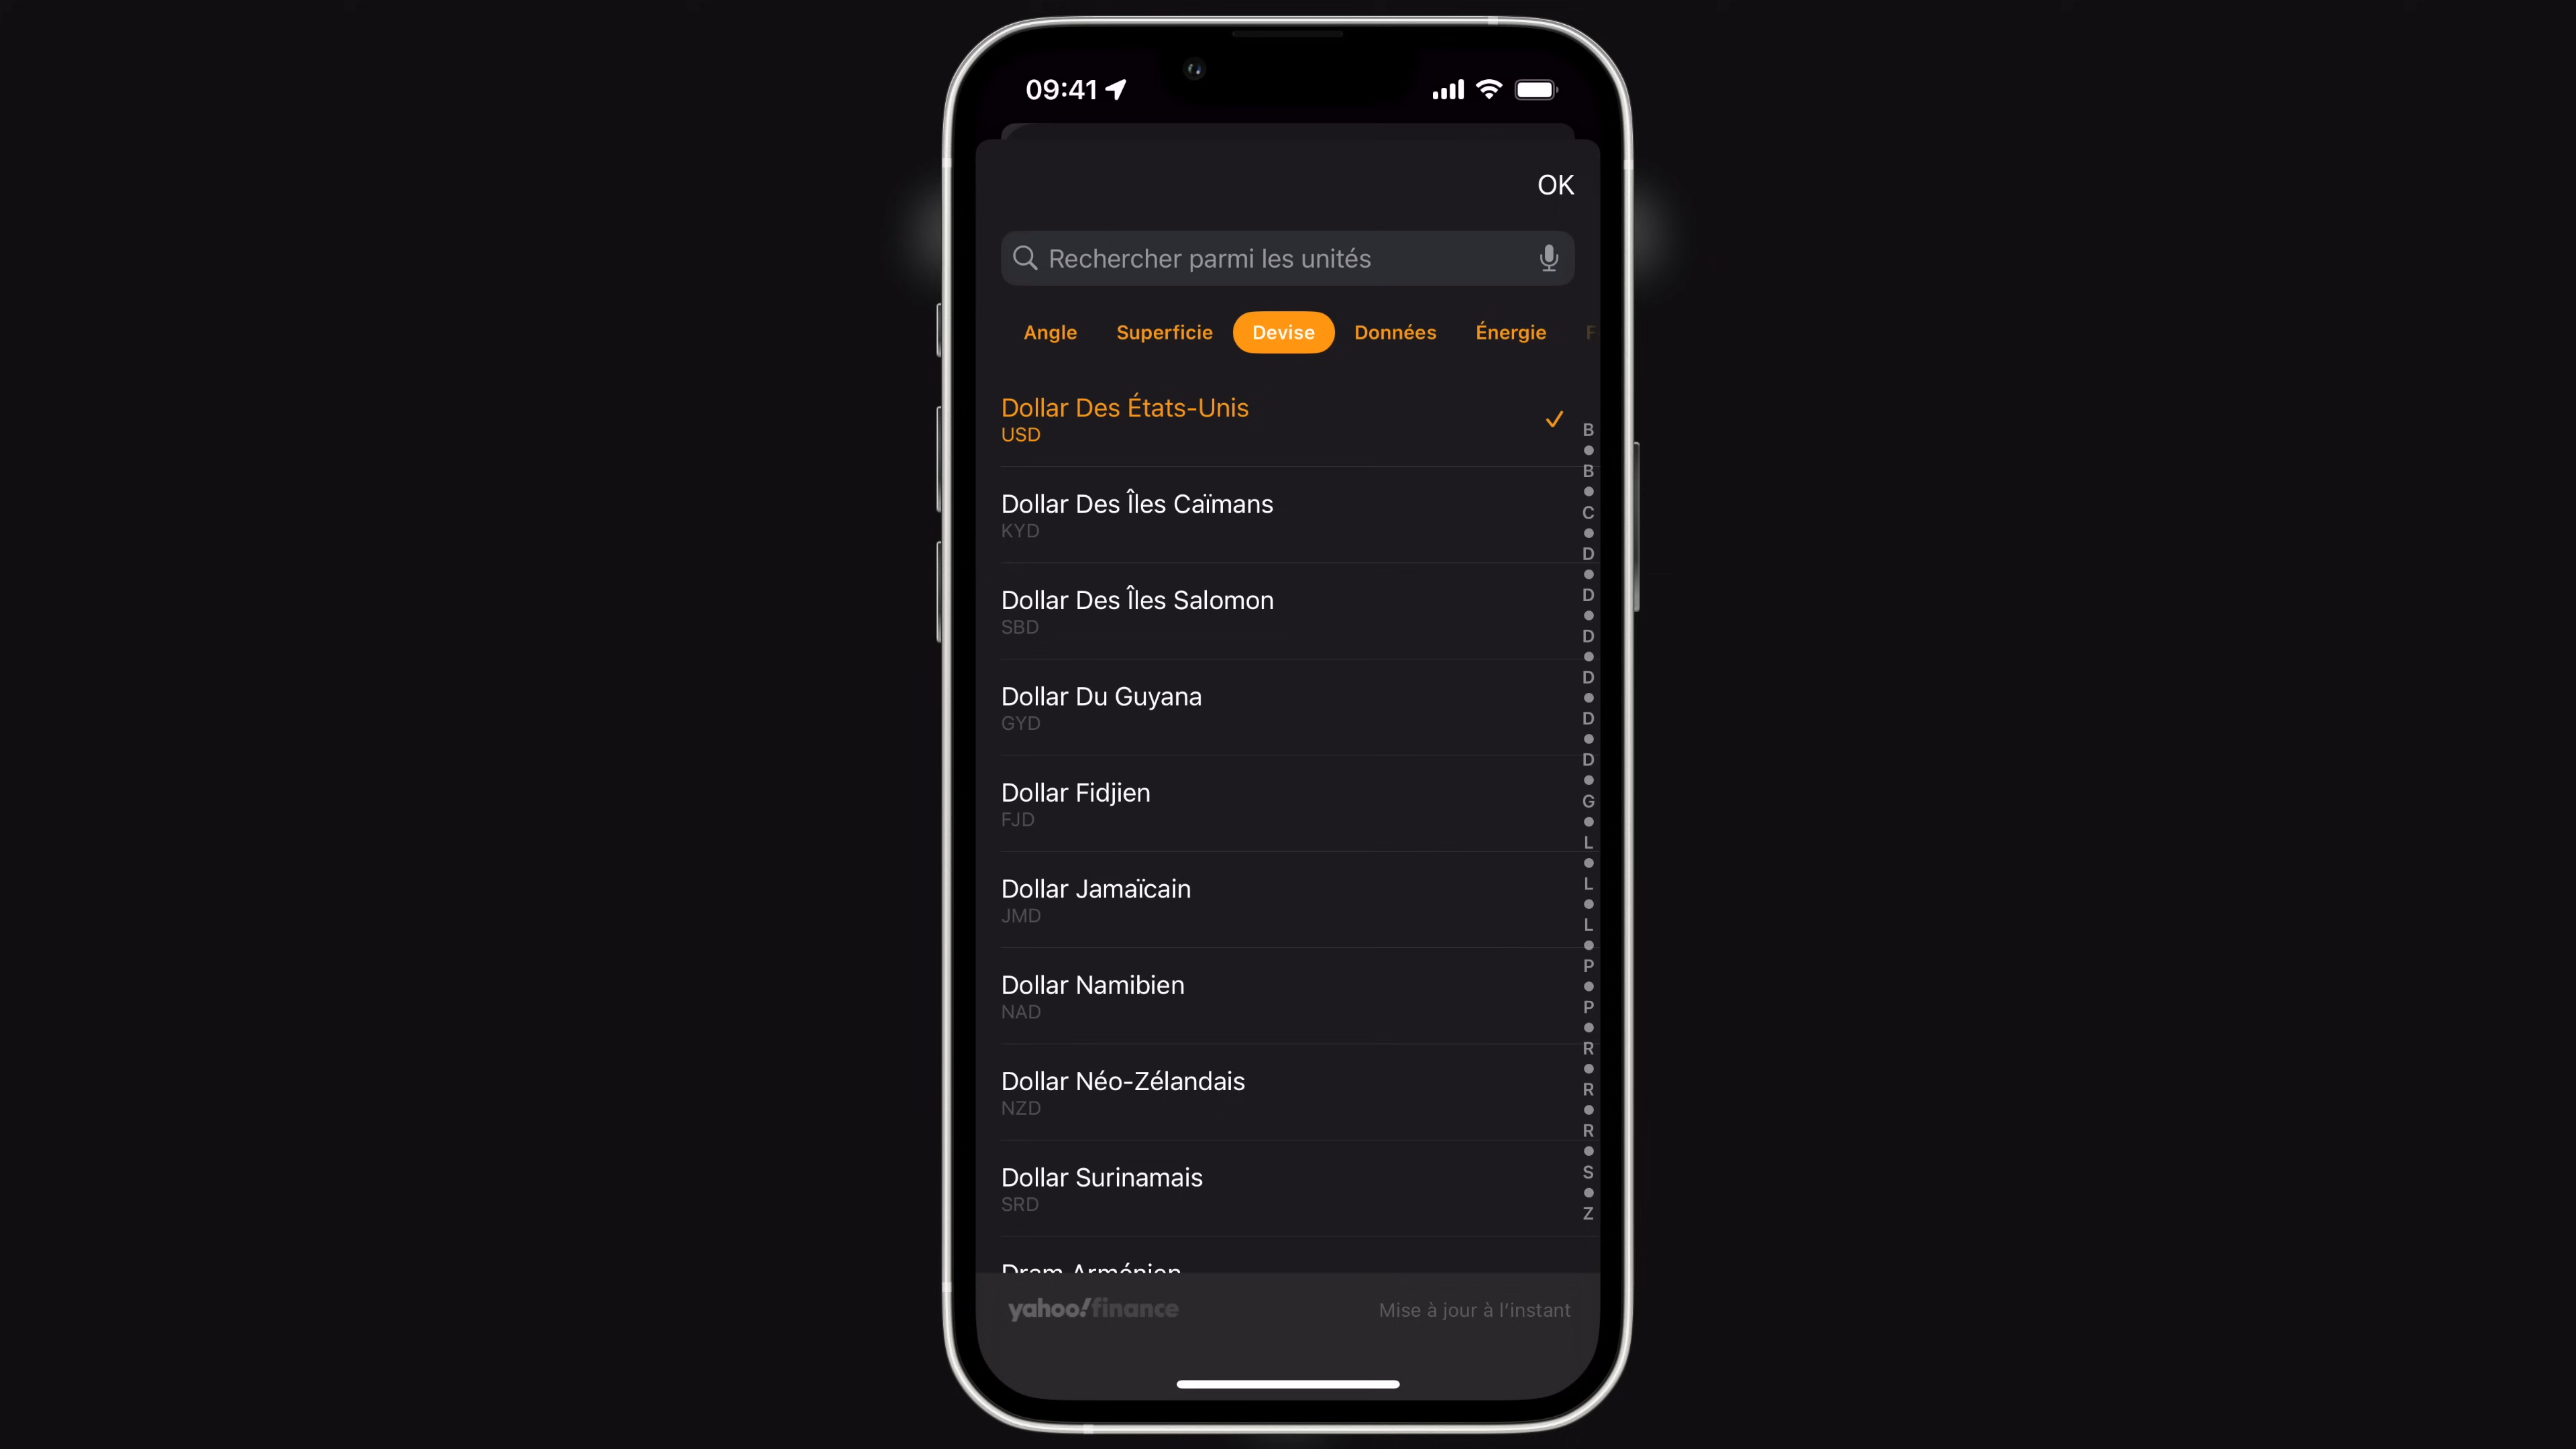 09:41
OK
Rechercher parmi les unités
Angle Superficie Devise Données Énergie F
Dollar Des États-Unis
USD
Dollar Des Îles Caïmans
KYD
Dollar Des Îles Salomon
SBD
Dollar Du Guyana
GYD
Dollar Fidjien
FJD
Dollar Jamaïcain
JMD
Dollar Namibien
NAD
Dollar Néo-Zélandais
NZD
Dollar Surinamais
SRD
Dram Arménien
B
B
C
D
D
D
D
D
D
G
L
L
L
P
P
R
R
R
S
Z
yahoo!finance
Mise à jour à l’instant